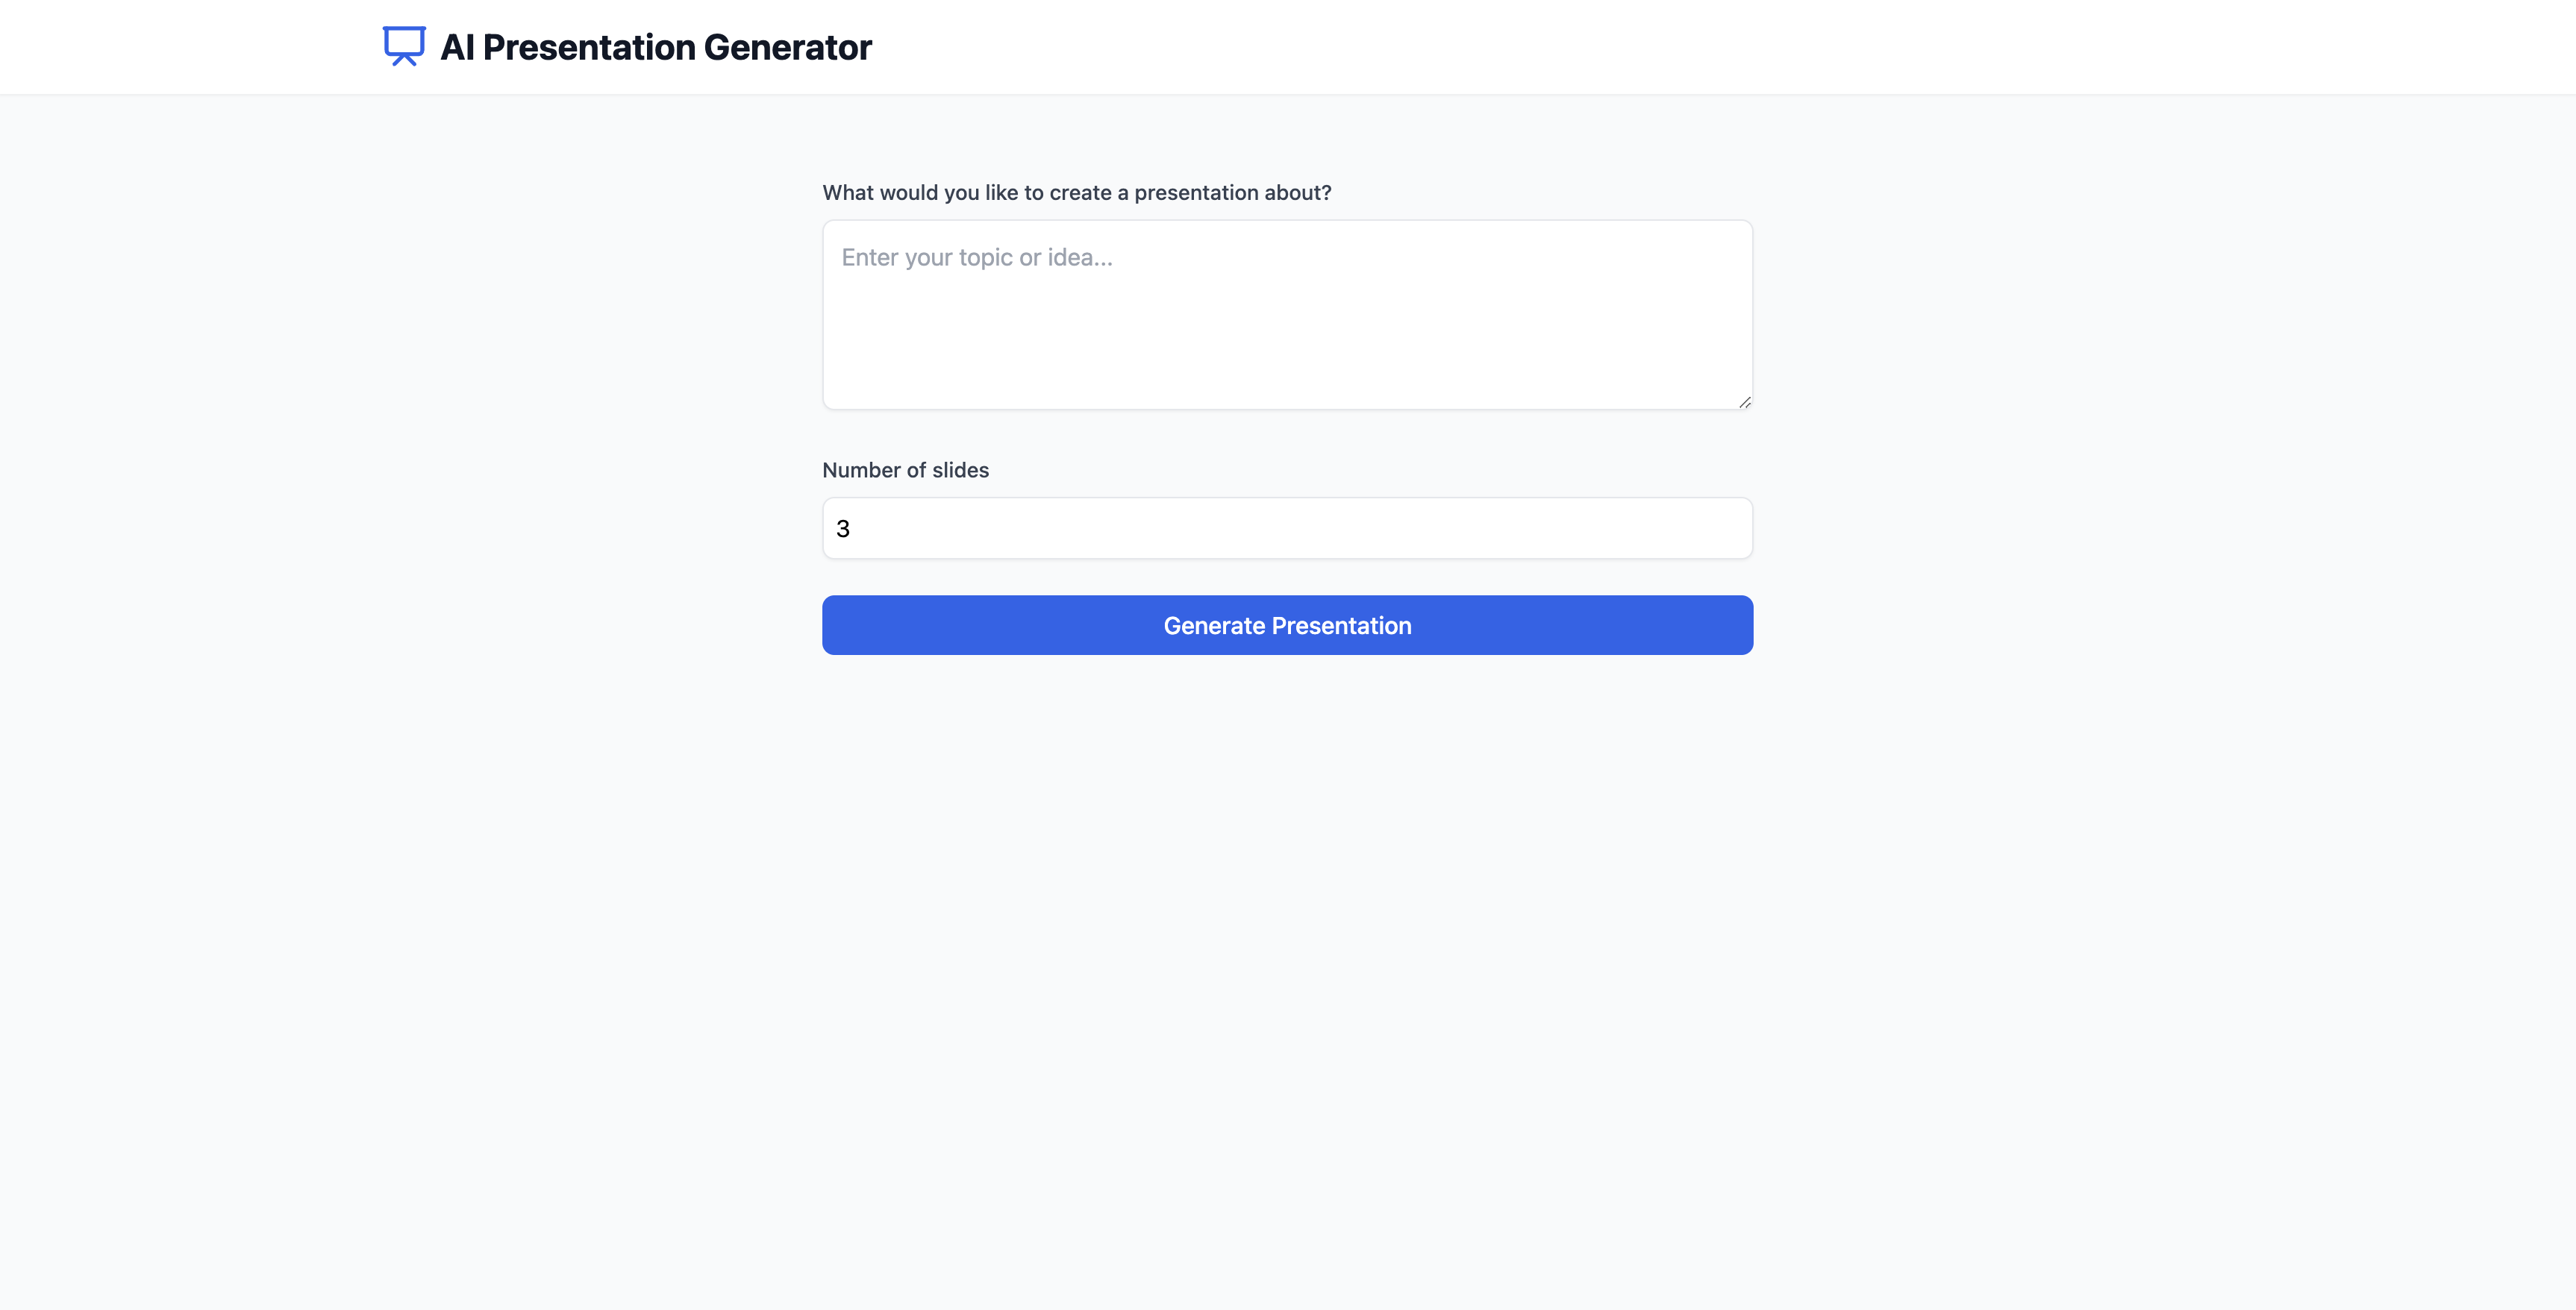 AI Presentation Generator
What would you like to create a presentation about?
Enter your topic or idea...
Number of slides
3
Generate Presentation